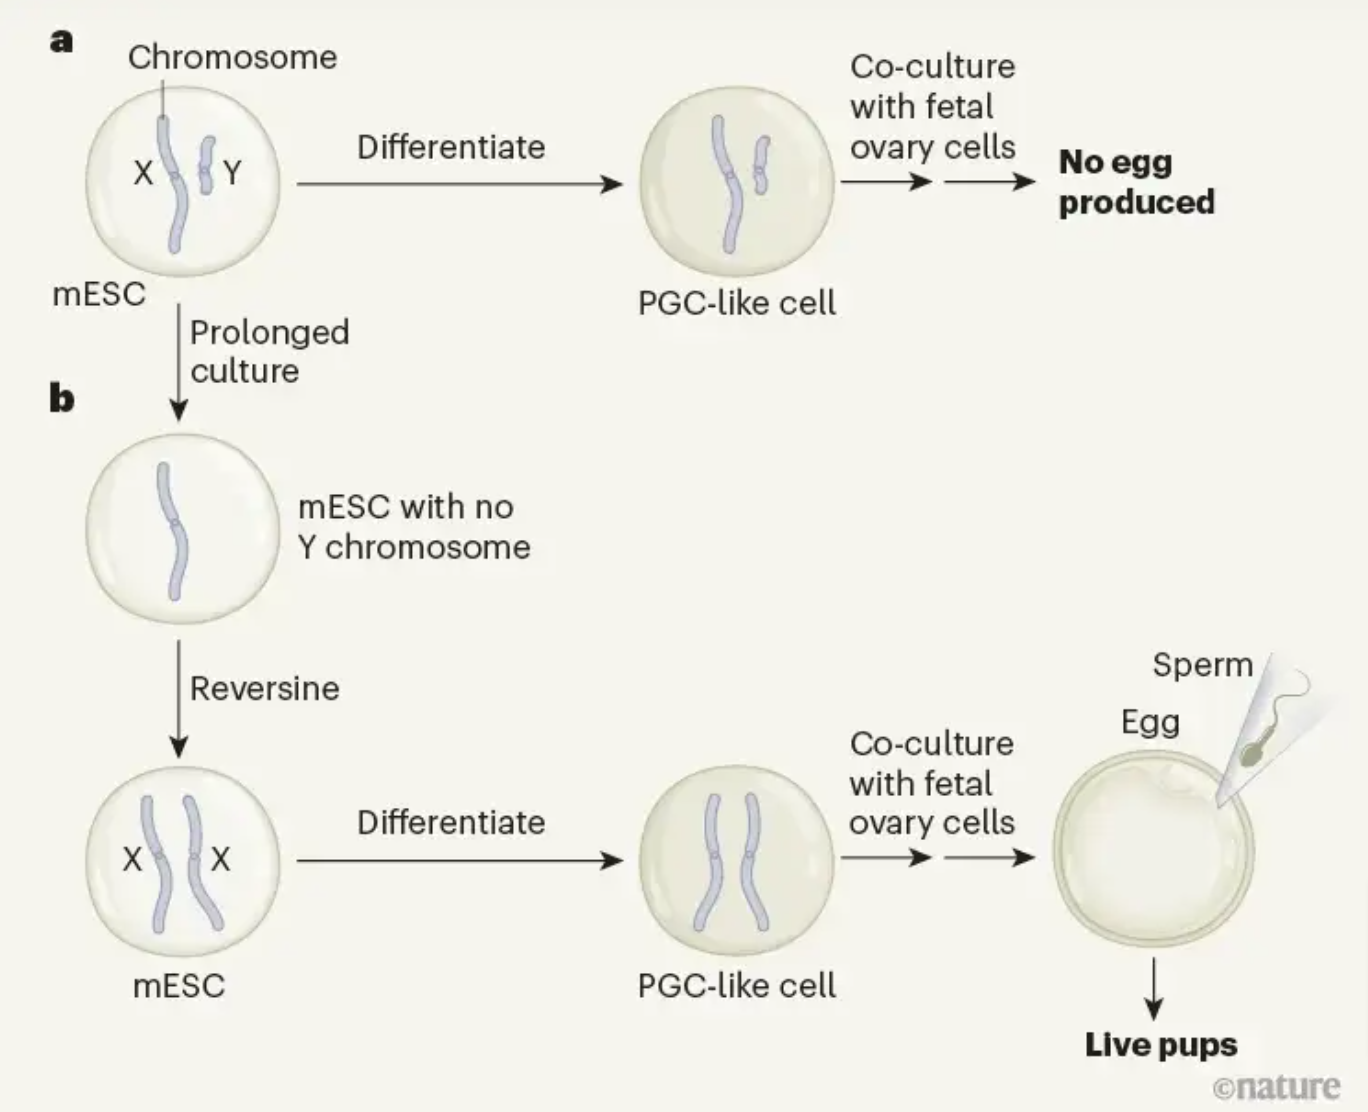 a
Chromosome
X
Y
mESC
Differentiate
PGC-like cell
Co-culture
with fetal
ovary cells
No egg
produced
Prolonged
culture
b
mESC with no
Y chromosome
Reversine
X
X
mESC
Differentiate
PGC-like cell
Co-culture
with fetal
ovary cells
Sperm
Egg
Live pups
©nature